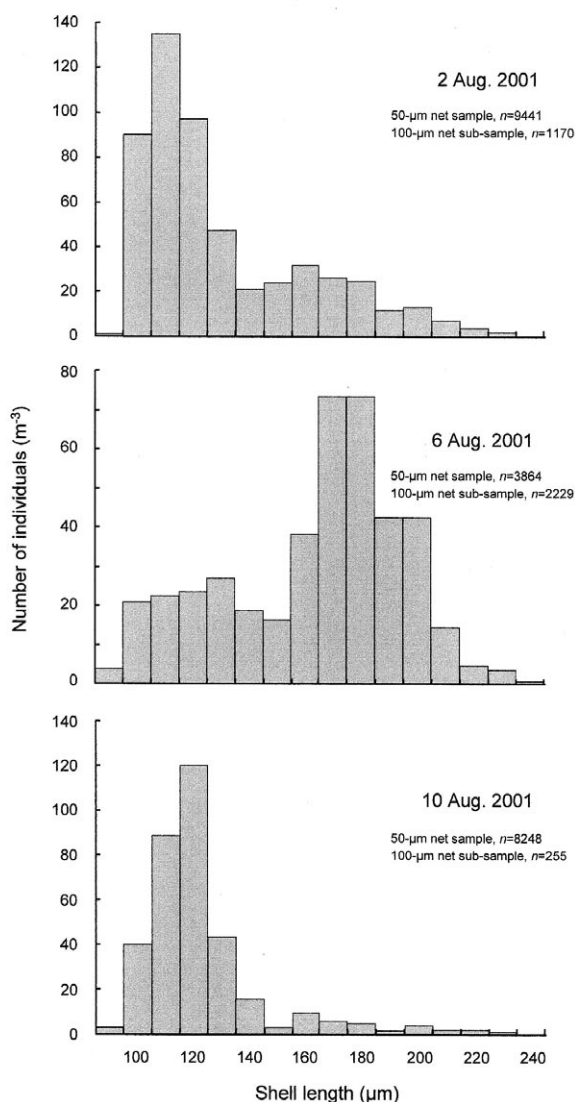 140
120
100
80
60
40
20
0
2 Aug. 2001
50-µm net sample, n=9441
100-µm net sub-sample, n=1170
80
60
40
20
0
6 Aug. 2001
50-µm net sample, n=3864
100-µm net sub-sample, n=2229
Number of individuals (m-³)
140
120
100
80
60
40
20
0
10 Aug. 2001
50-µm net sample, n=8248
100-µm net sub-sample, n=255
100 120 140 160 180 200 220 240
Shell length (µm)